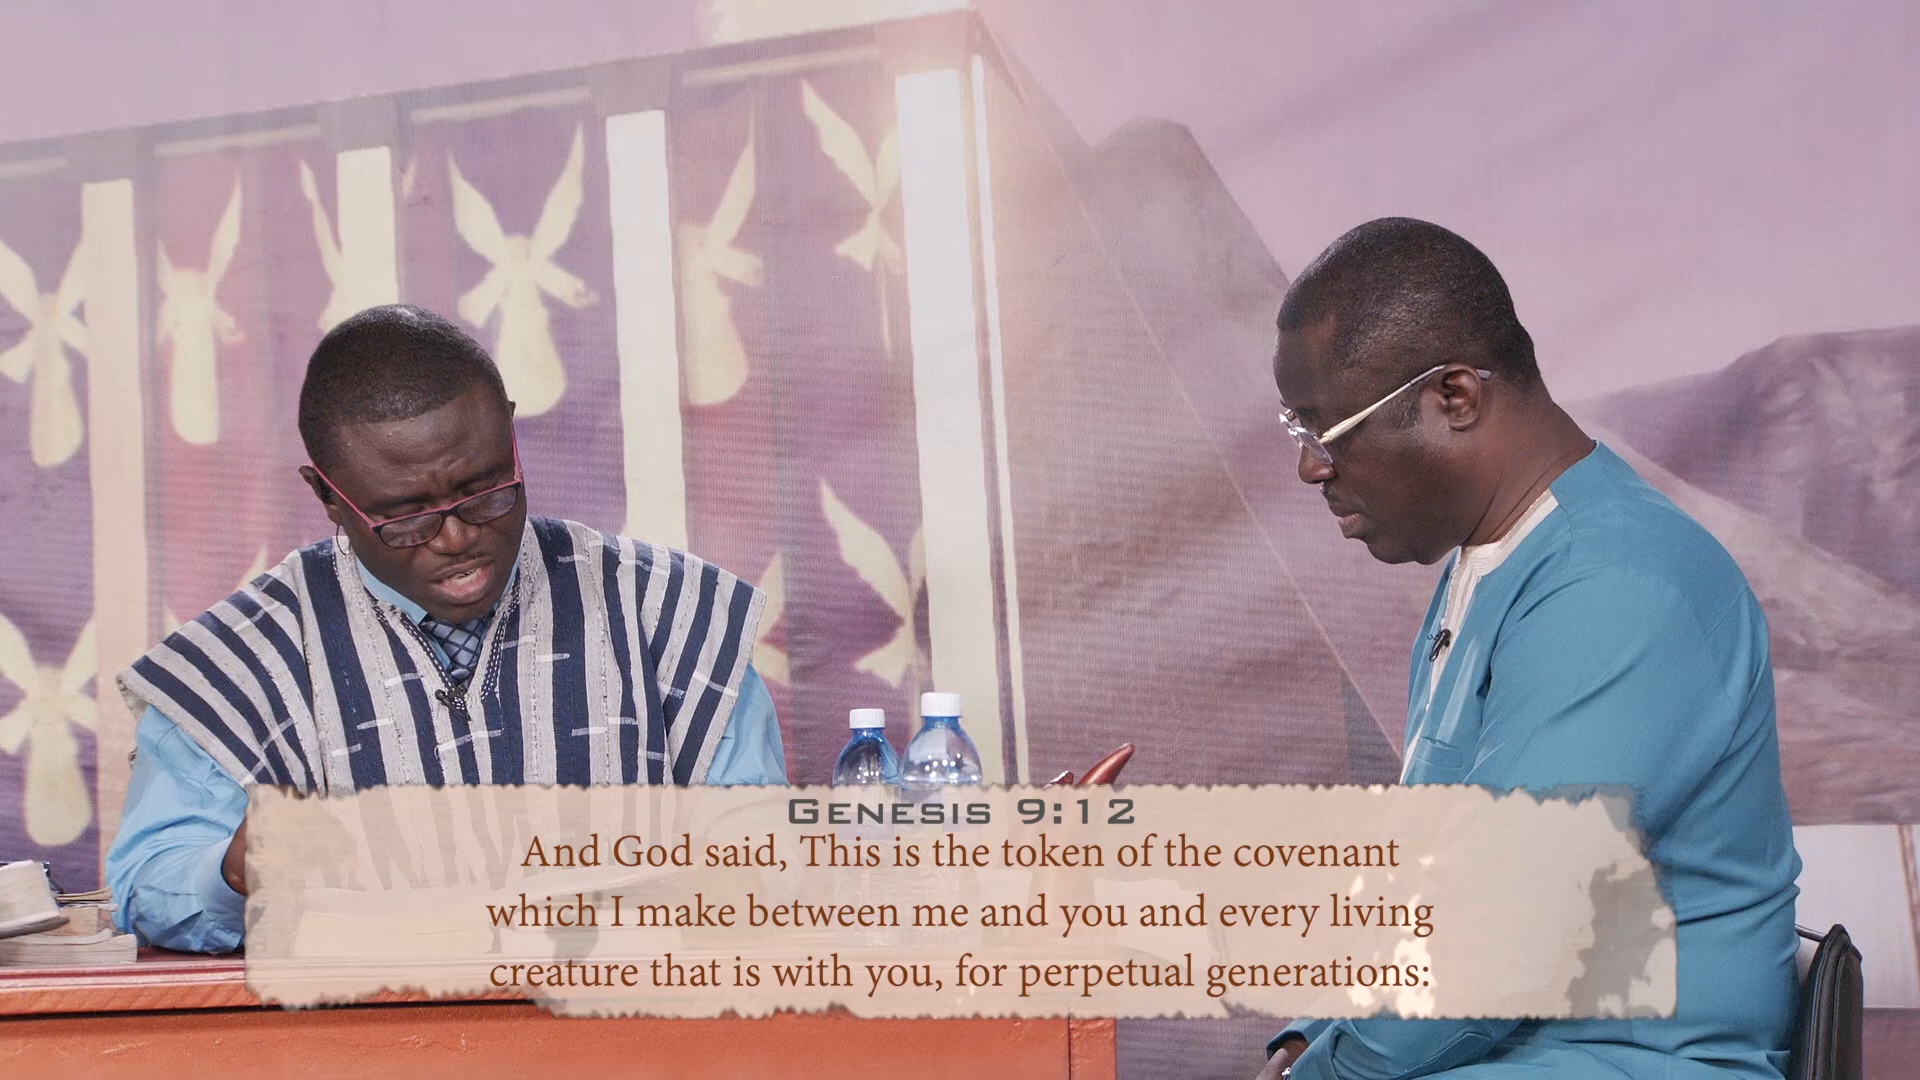 Genesis 9:12
And God said, This is the token of the covenant
which I make between me and you and every living
creature that is with you, for perpetual generations: